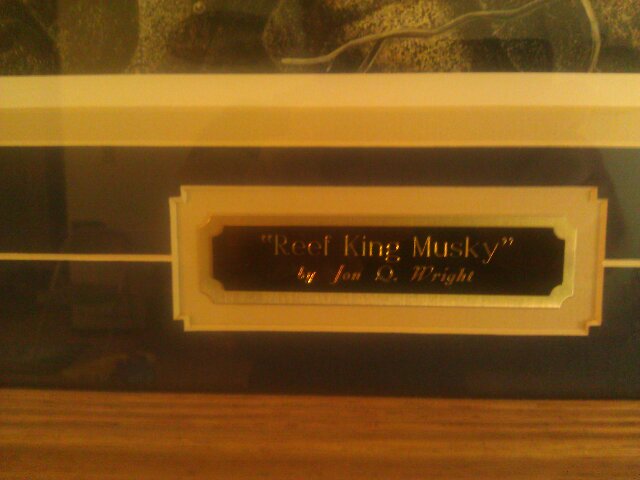 "Reef King Musky"
by Jon Q. Wright